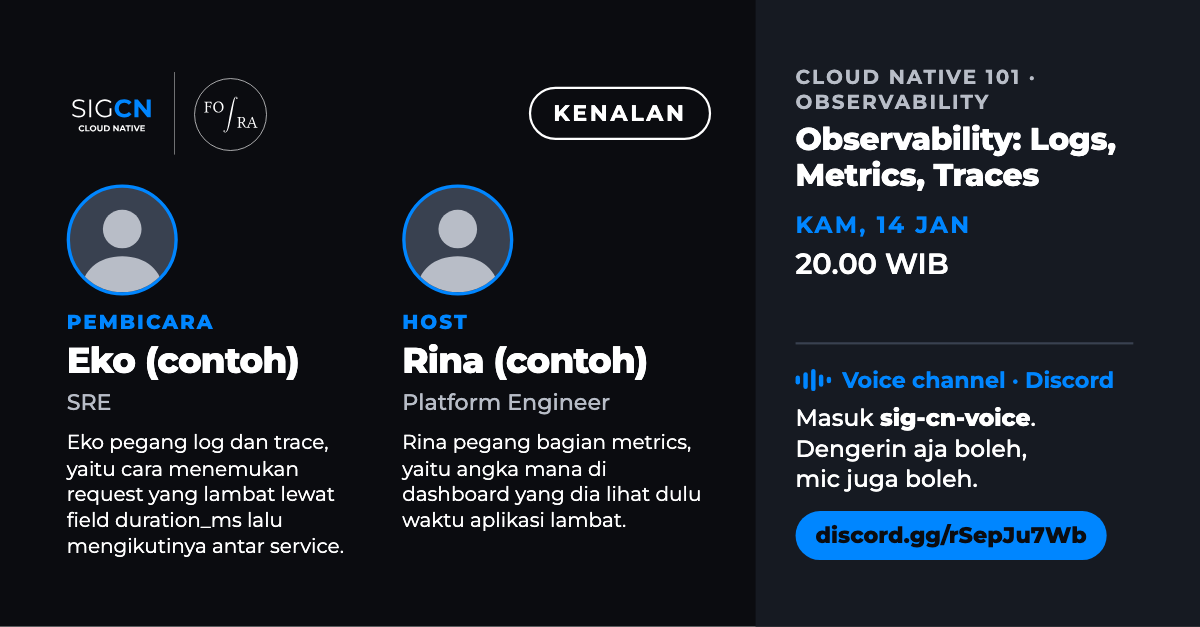 SIGCN
CLOUD NATIVE
FO
RA
KENALAN
PEMBICARA
Eko (contoh)
SRE
Eko pegang log dan trace,
yaitu cara menemukan
request yang lambat lewat
field duration_ms lalu
mengikutinya antar service.
HOST
Rina (contoh)
Platform Engineer
Rina pegang bagian metrics,
yaitu angka mana di
dashboard yang dia lihat dulu
waktu aplikasi lambat.
CLOUD NATIVE 101 ·
OBSERVABILITY
Observability: Logs,
Metrics, Traces
KAM, 14 JAN
20.00 WIB
Voice channel · Discord
Masuk sig-cn-voice.
Dengerin aja boleh,
mic juga boleh.
discord.gg/rSepJu7Wb